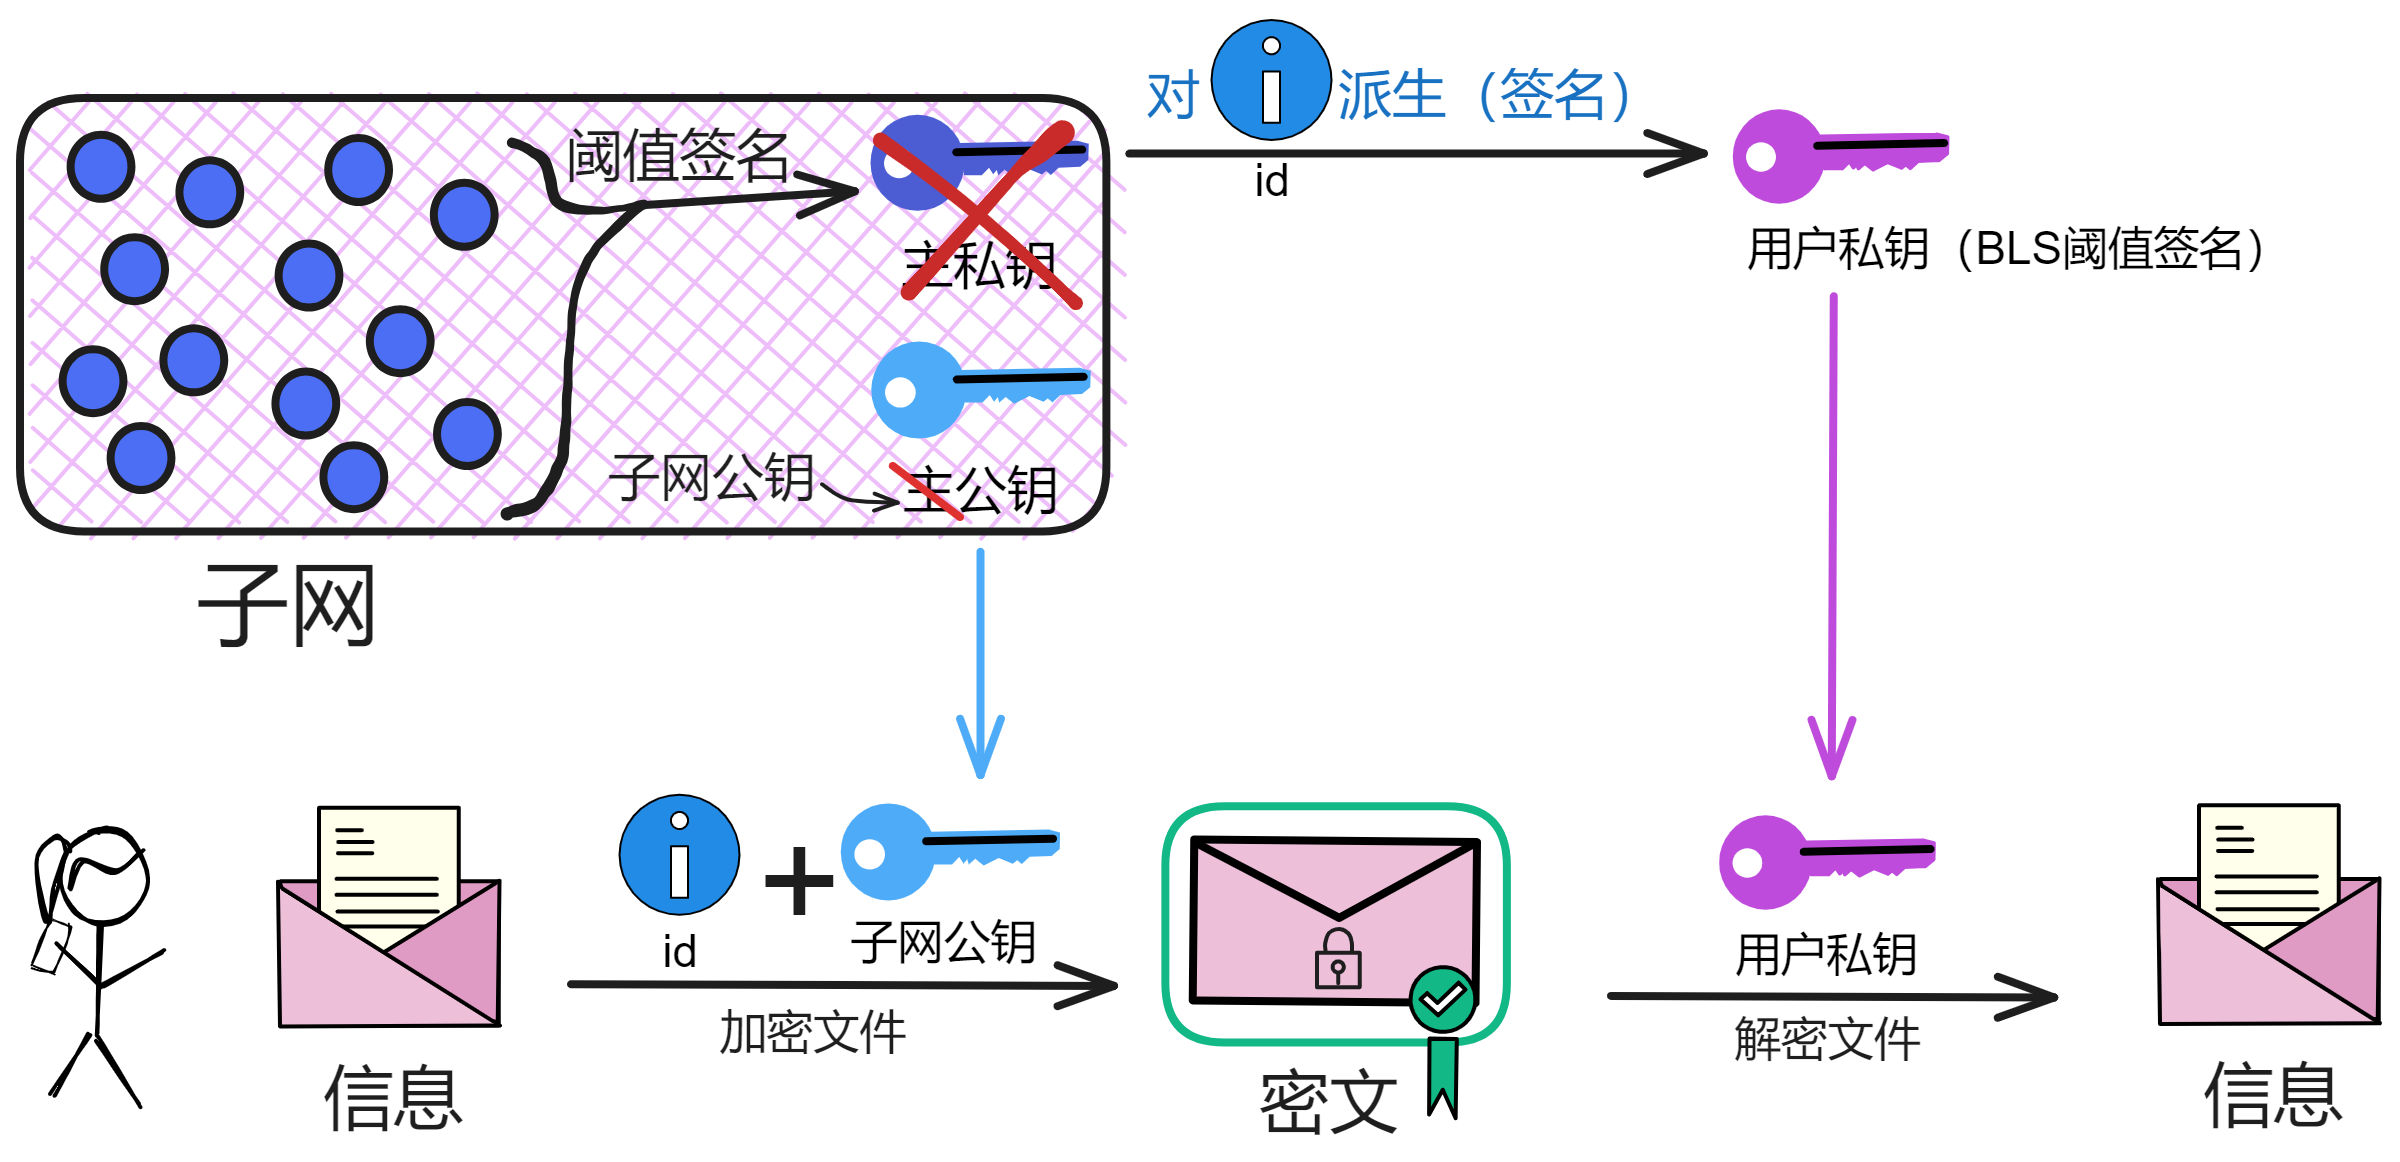 对 派生（签名）
id
阈值签名
主私钥
用户私钥（BLS阈值签名）
子网公钥
主公钥
子网
id
子网公钥
加密文件
用户私钥
解密文件
信息
密文
信息